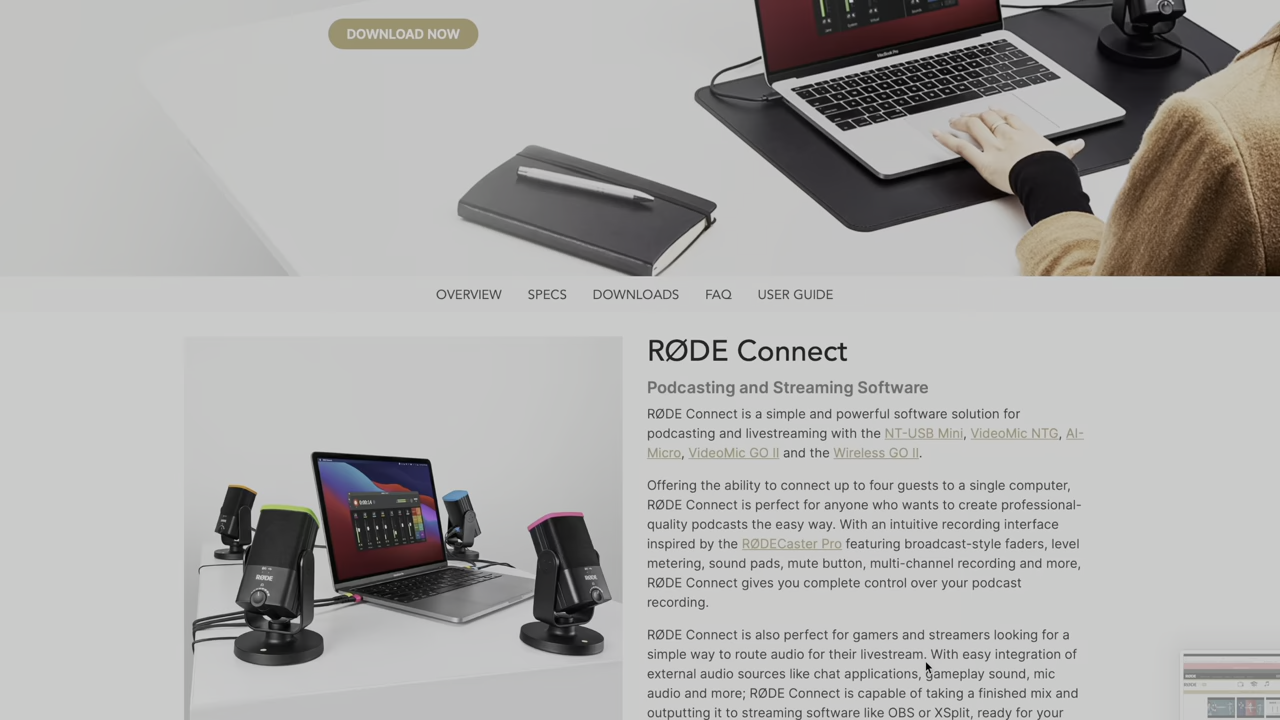 DOWNLOAD NOW
MacBook Pro
OVERVIEW SPECS DOWNLOADS FAQ USER GUIDE
RØDE Connect
Podcasting and Streaming Software
RØDE Connect is a simple and powerful software solution for
podcasting and livestreaming with the NT-USB Mini, VideoMic NTG, AI-
Micro, VideoMic GO II and the Wireless GO II.
Offering the ability to connect up to four guests to a single computer,
RØDE Connect is perfect for anyone who wants to create professional-
quality podcasts the easy way. With an intuitive recording interface
inspired by the RØDECaster Pro featuring broadcast-style faders, level
metering, sound pads, mute button, multi-channel recording and more,
RØDE Connect gives you complete control over your podcast
recording.
RØDE Connect is also perfect for gamers and streamers looking for a
simple way to route audio for their livestream. With easy integration of
external audio sources like chat applications, gameplay sound, mic
audio and more; RØDE Connect is capable of taking a finished mix and
outputting it to streaming software like OBS or XSplit, ready for your
RØDE
RØDE